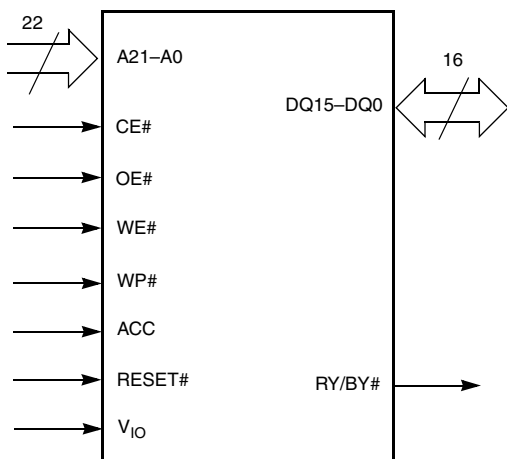 22
A21–A0
16
DQ15–DQ0
CE#
OE#
WE#
WP#
ACC
RESET#
RY/BY#
VIO